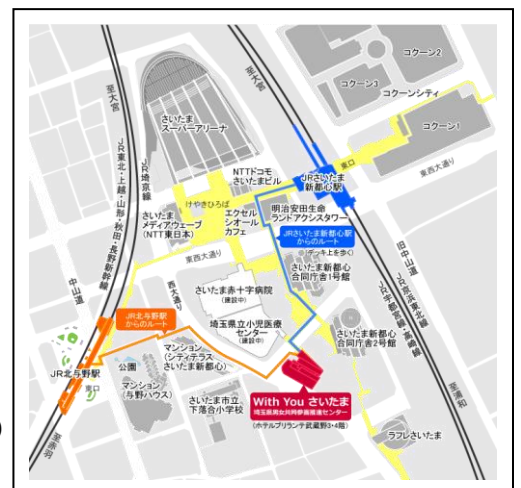 至大宮
至大宮
コクーン2
コクーン3
コクーンシティ
コクーン1
さいたま
スーパーアリーナ
JR東北・上越・山形・秋田・長野新幹線
JR埼京線
NTTドコモ
さいたまビル
JRさいたま
新都心駅
東口
東西大通り
けやきひろば
さいたま
メディアウェーブ
(NTT東日本)
エクセル
シオール
カフェ
明治安田生命
ランドアクシスタワー
JRさいたま新都心駅
からのルート
(デッキ上を歩く)
旧中山道
中山道
東西大通り
西大通り
さいたま赤十字病院
(建設中)
さいたま新都心
合同庁舎1号館
JR京浜東北線
JR宇都宮線・高崎線
JR北与野駅
からのルート
埼玉県立小児医療
センター
(建設中)
さいたま新都心
合同庁舎2号館
マンション
(シティテラス
さいたま新都心)
JR北与野駅
東口
公園
マンション
(与野ハウス)
さいたま市立
下落合小学校
With You さいたま
埼玉県男女共同参画推進センター
(ホテルブリランテ武蔵野3・4階)
ラフレさいたま
至浦和
至赤羽